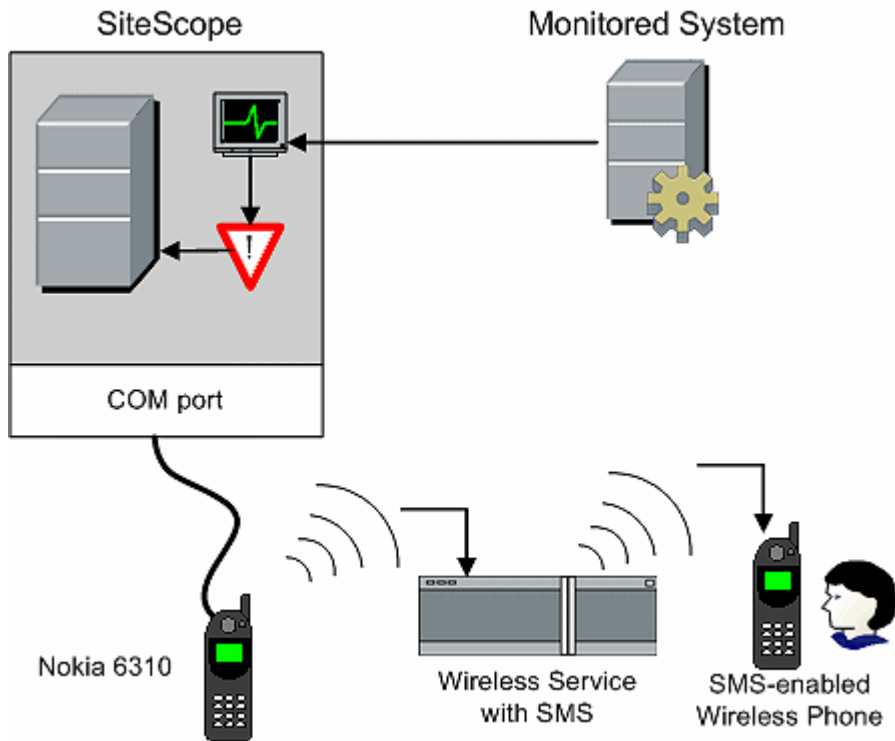 SiteScope
Monitored System
!
COM port
Nokia 6310
Wireless Service
with SMS
SMS-enabled
Wireless Phone